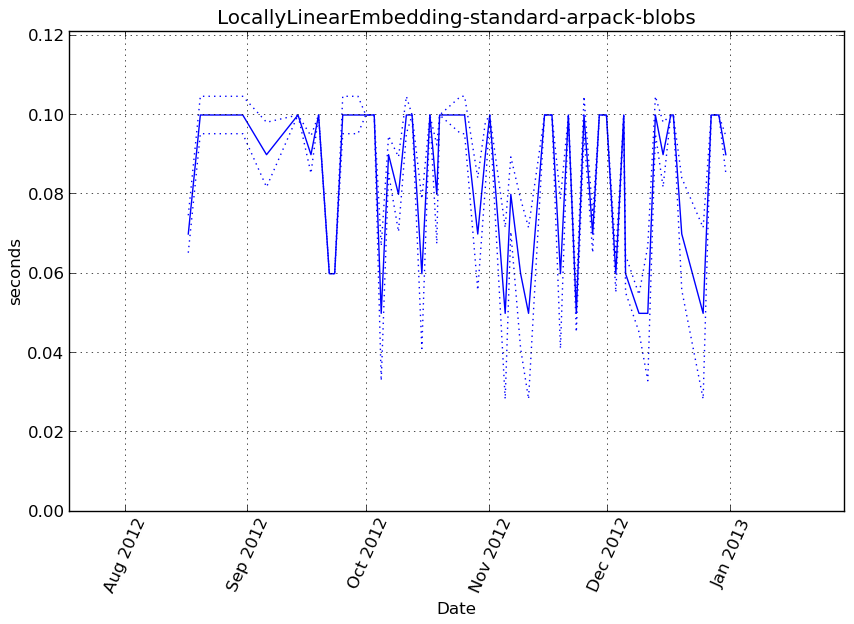 LocallyLinearEmbedding-standard-arpack-blobs
0.12
0.10
0.08
0.06
0.04
0.02
0.00
seconds
Aug 2012
Sep 2012
Oct 2012
Nov 2012
Dec 2012
Jan 2013
Date